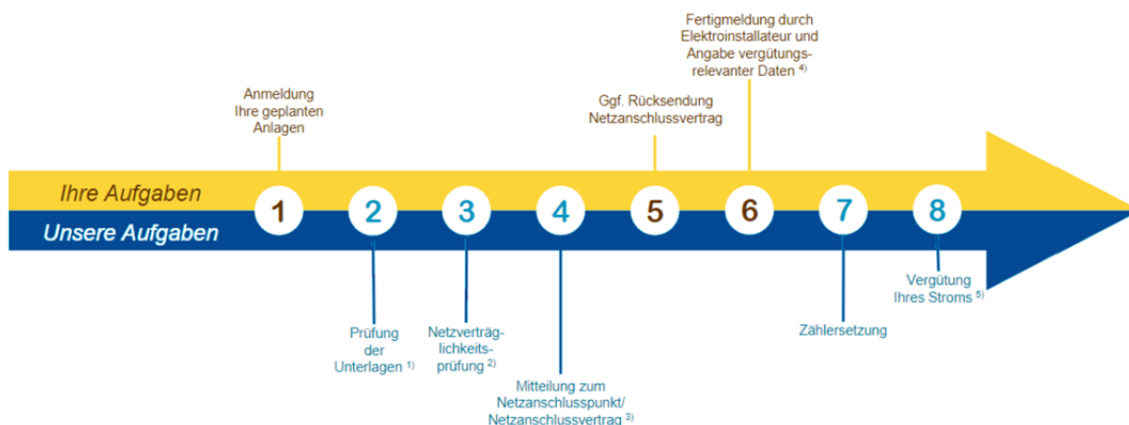 Fertigmeldung durch
Elektroinstallateur und
Angabe vergütungs-
relevanter Daten 4)
Anmeldung
Ihre geplanten
Anlagen
Ggf. Rücksendung
Netzanschlussvertrag
Ihre Aufgaben
Unsere Aufgaben
1 2 3 4 5 6 7 8
Vergütung
Ihres Stroms 5)
Prüfung
der
Unterlagen 1)
Netzverträg-
lichkeits-
prüfung 2)
Zählersetzung
Mitteilung zum
Netzanschlusspunkt/
Netzanschlussvertrag 3)